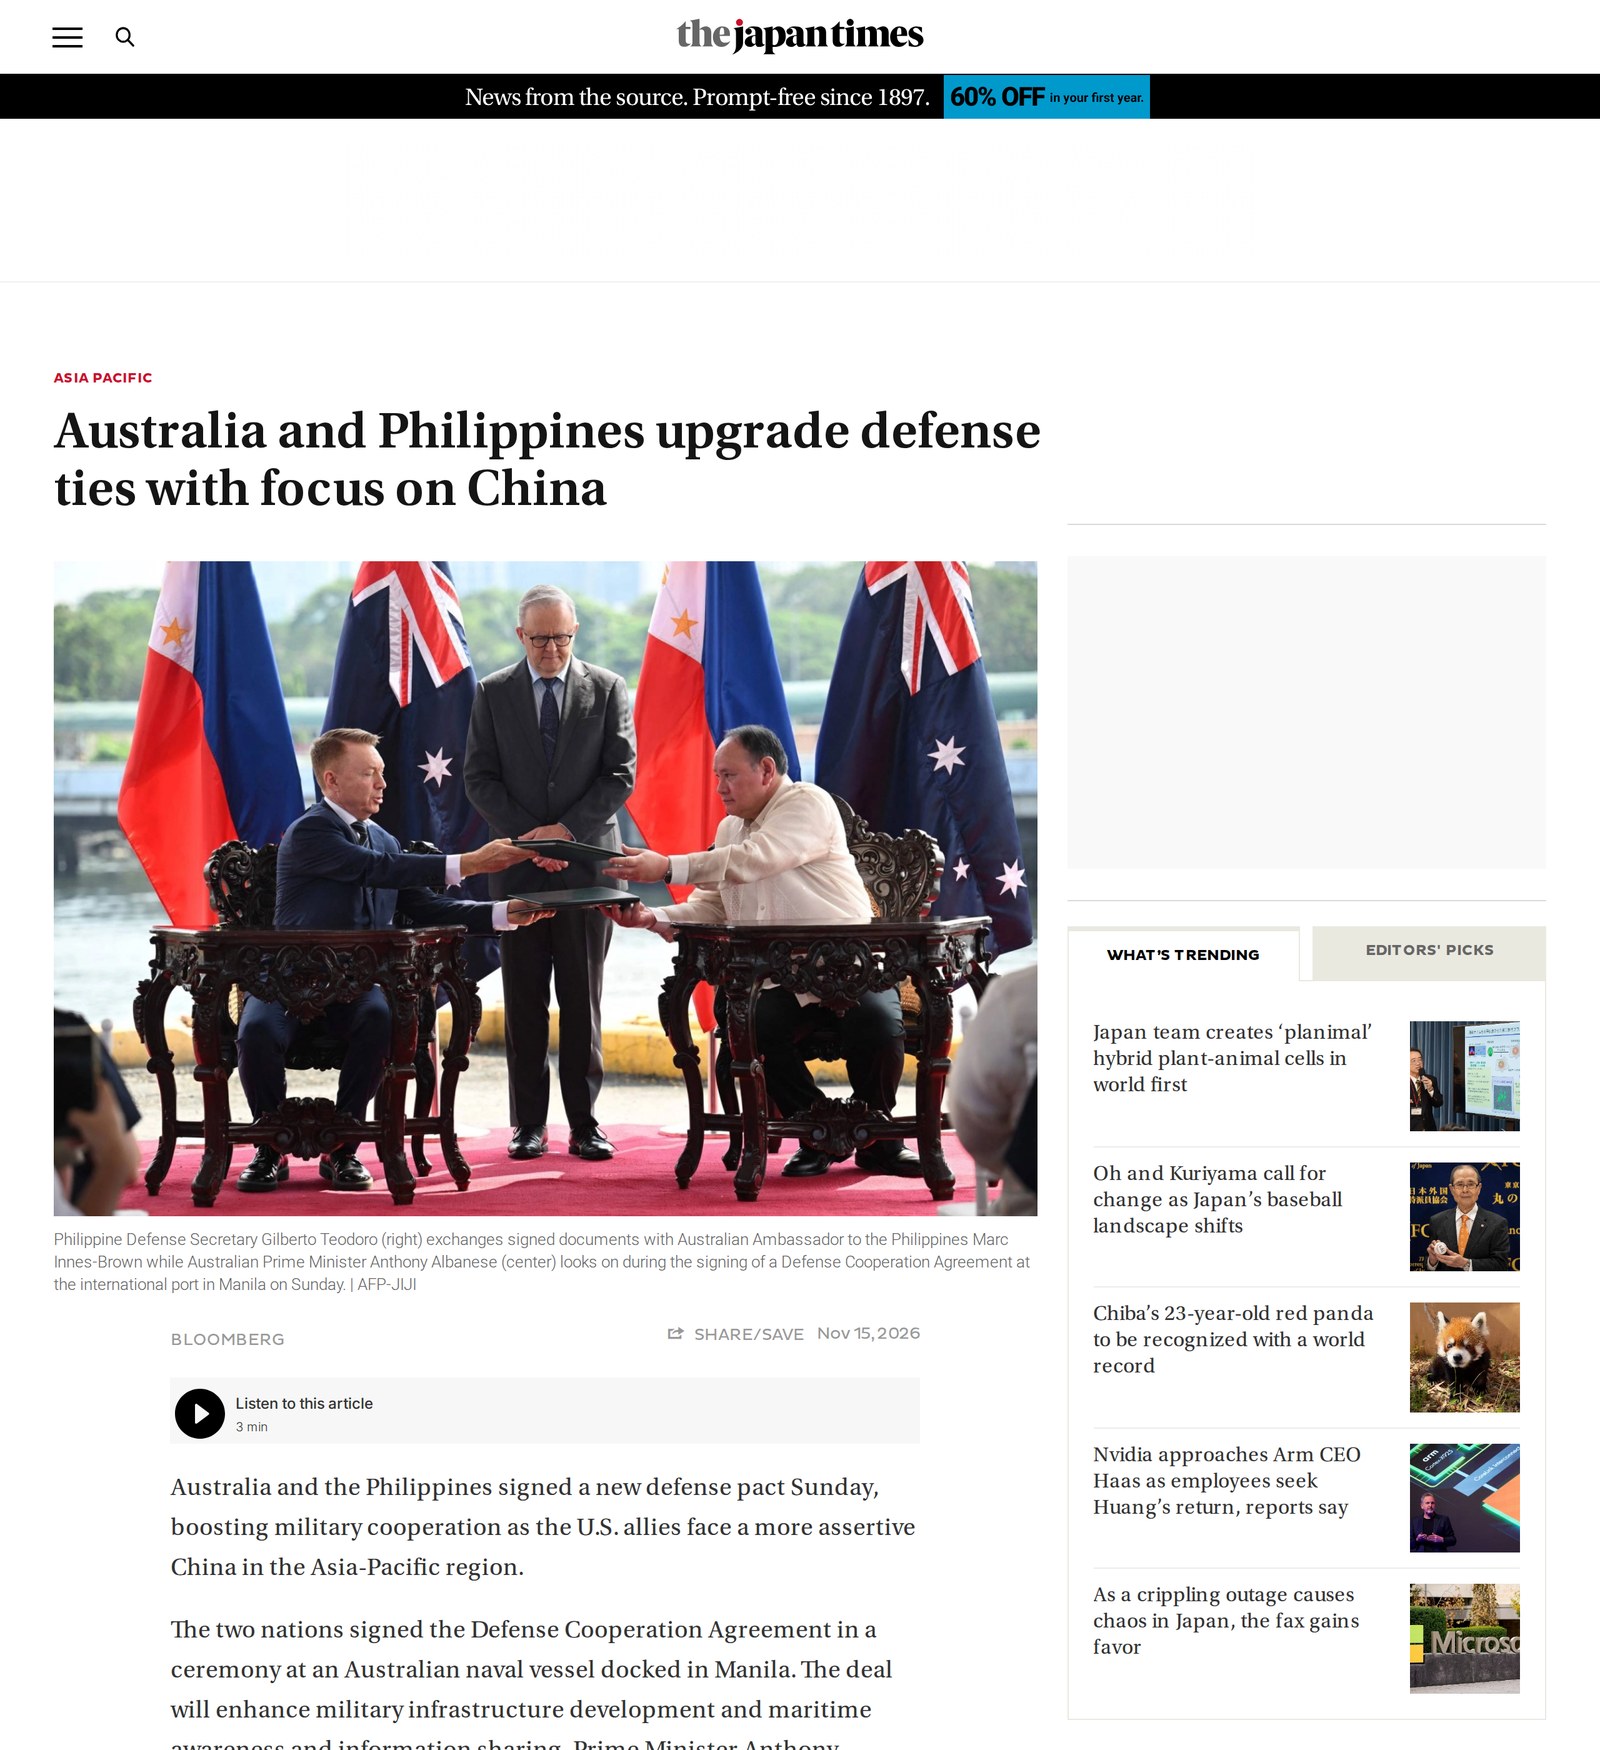 the japan times
News from the source. Prompt-free since 1897.
60% OFF in your first year.
ASIA PACIFIC
Australia and Philippines upgrade defense
ties with focus on China
Philippine Defense Secretary Gilberto Teodoro (right) exchanges signed documents with Australian Ambassador to the Philippines Marc
Innes-Brown while Australian Prime Minister Anthony Albanese (center) looks on during the signing of a Defense Cooperation Agreement at
the international port in Manila on Sunday. | AFP-JIJI
BLOOMBERG
SHARE/SAVE
Nov 15, 2026
Listen to this article
3 min
Australia and the Philippines signed a new defense pact Sunday,
boosting military cooperation as the U.S. allies face a more assertive
China in the Asia-Pacific region.
The two nations signed the Defense Cooperation Agreement in a
ceremony at an Australian naval vessel docked in Manila. The deal
will enhance military infrastructure development and maritime
awareness and information sharing, Prime Minister Anthony
WHAT'S TRENDING
EDITORS' PICKS
Japan team creates ‘planimal’
hybrid plant-animal cells in
world first
Oh and Kuriyama call for
change as Japan’s baseball
landscape shifts
Chiba’s 23-year-old red panda
to be recognized with a world
record
Nvidia approaches Arm CEO
Haas as employees seek
Huang’s return, reports say
arm
As a crippling outage causes
chaos in Japan, the fax gains
favor
Microso